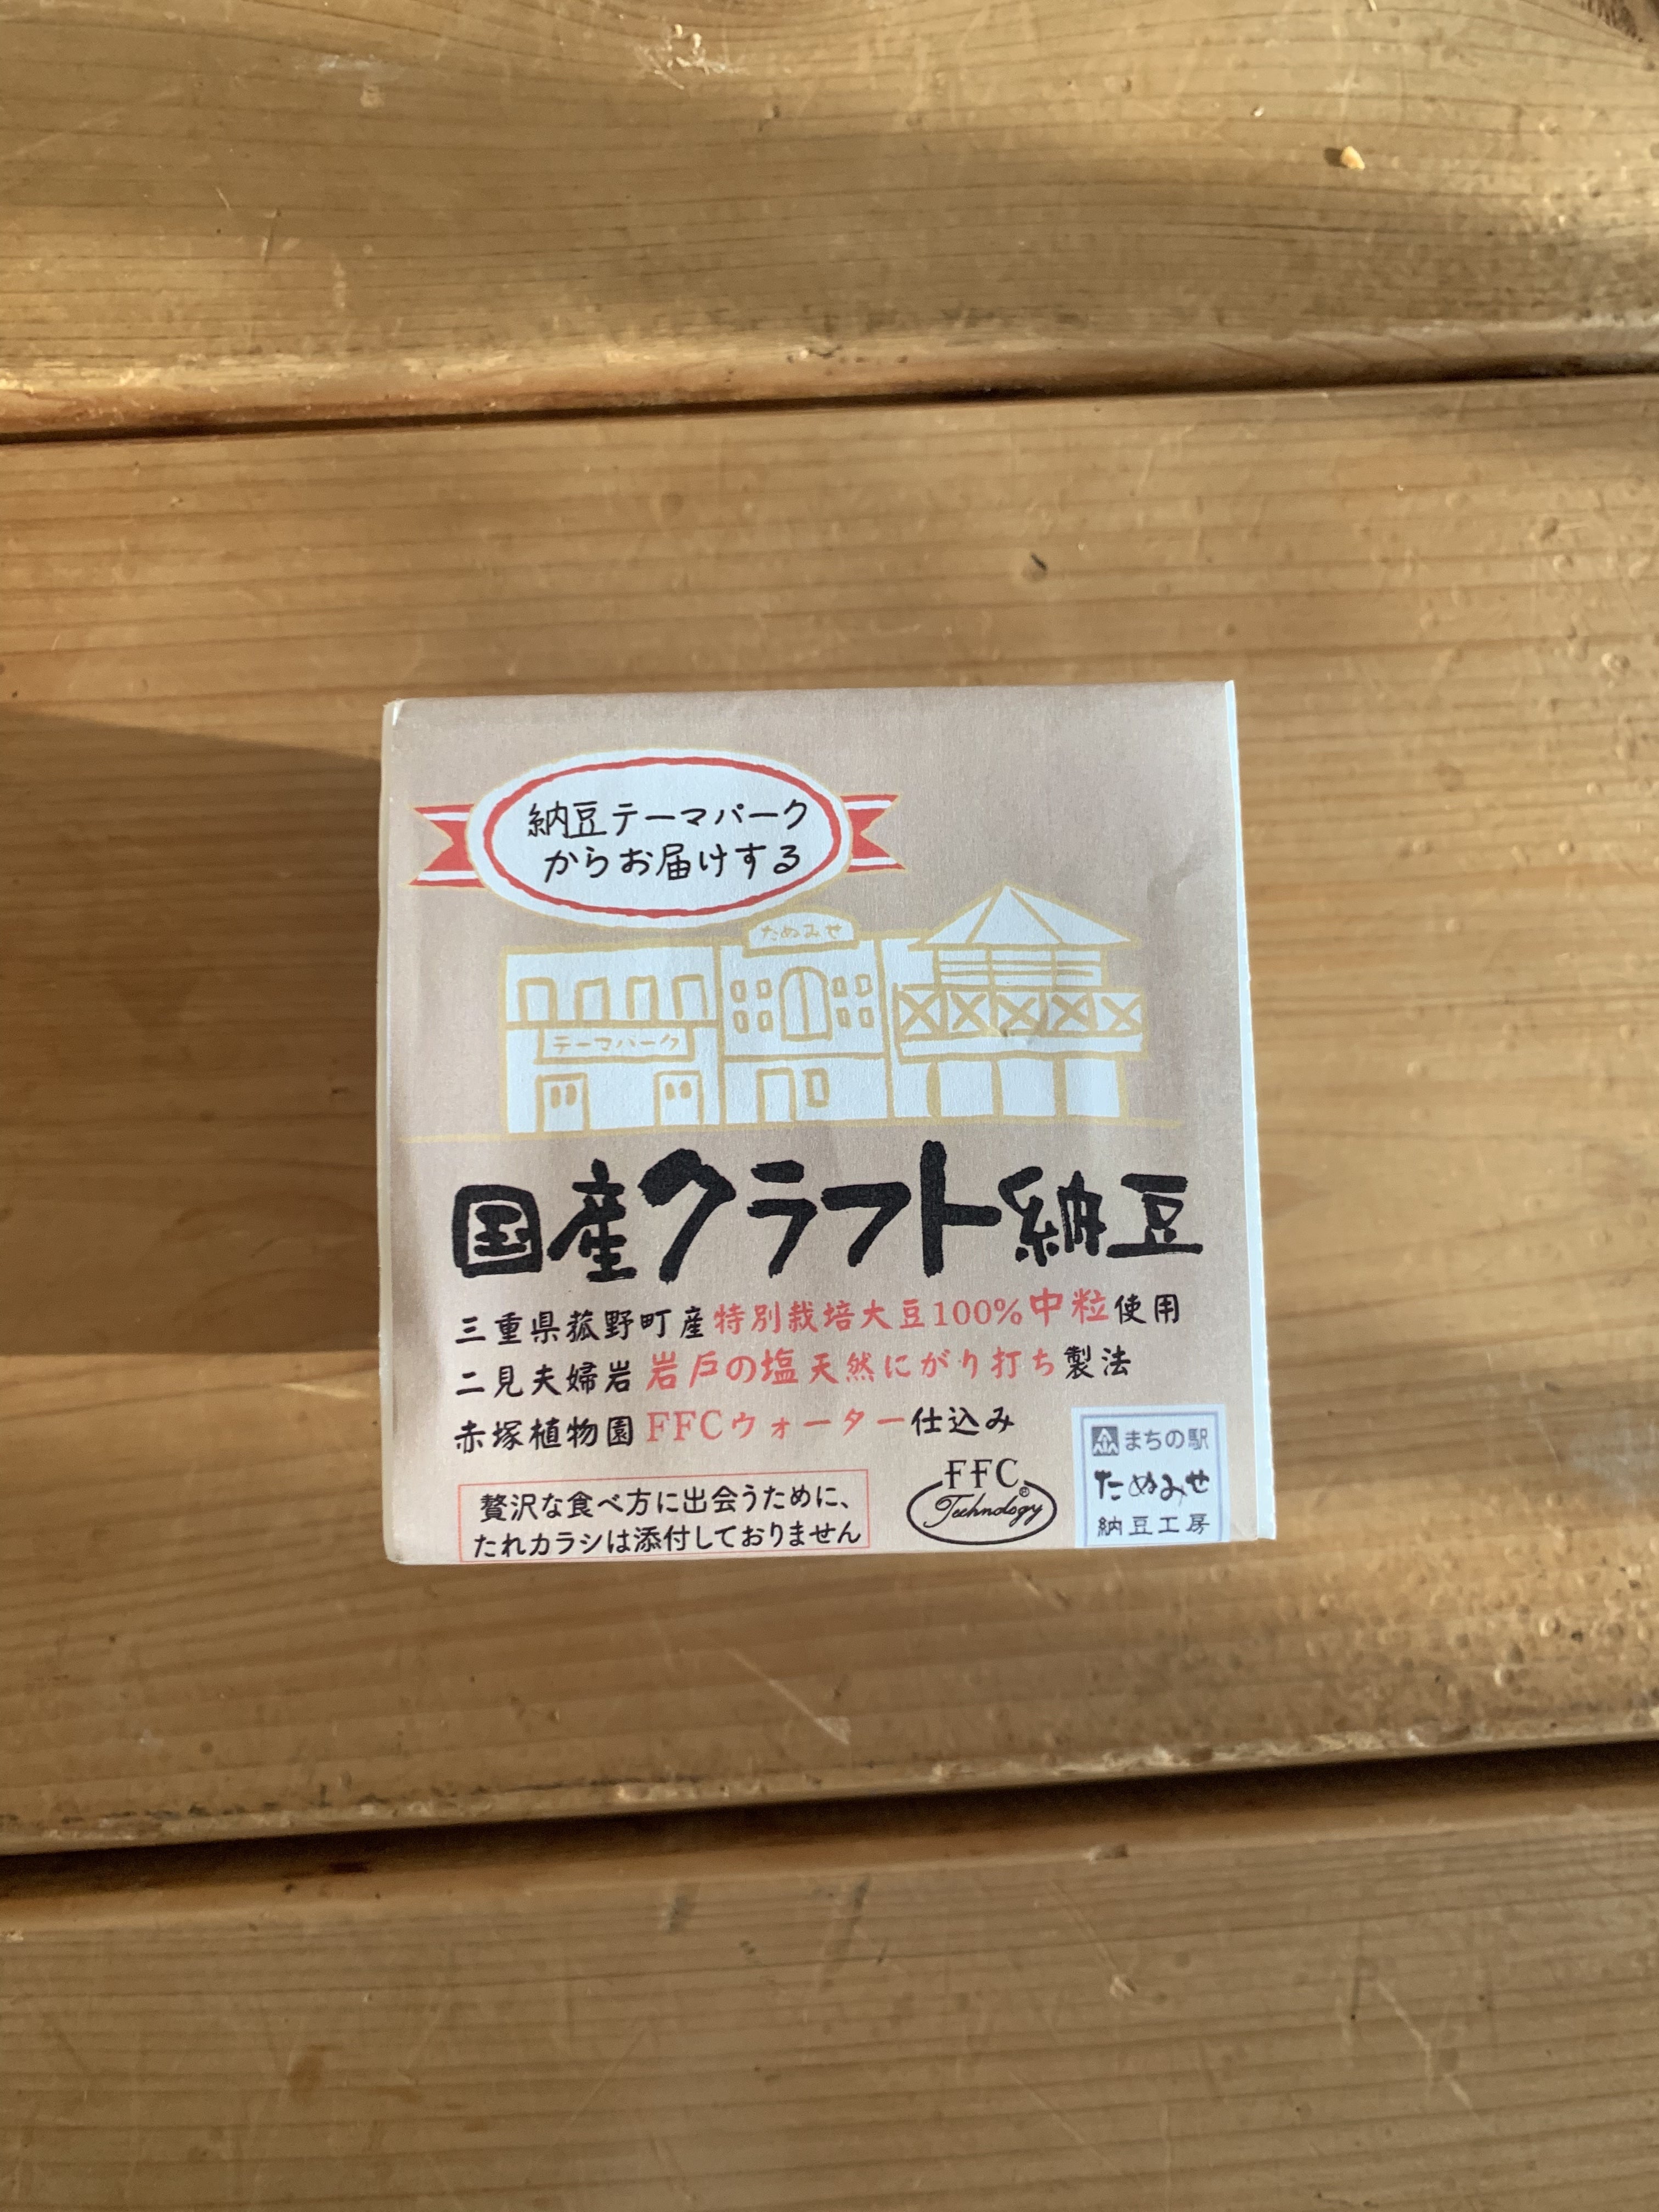 納豆テーマパーク
からお届けする
たぬみせ
テーマパーク
国産クラフト納豆
三重県菰野町産特別栽培大豆100%中粒使用
二見夫婦岩 岩戸の塩天然にがり打ち製法
赤塚植物園FFCウォーター仕込み
贅沢な食べ方に出会うために、
たれカラシは添付しておりません
FFC
Technology®
まちの駅
たぬみせ
納豆工房